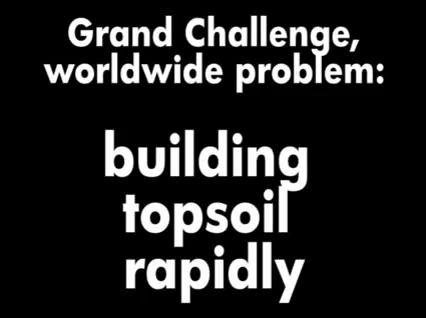 Grand Challenge,
worldwide problem:
building
topsoil
rapidly